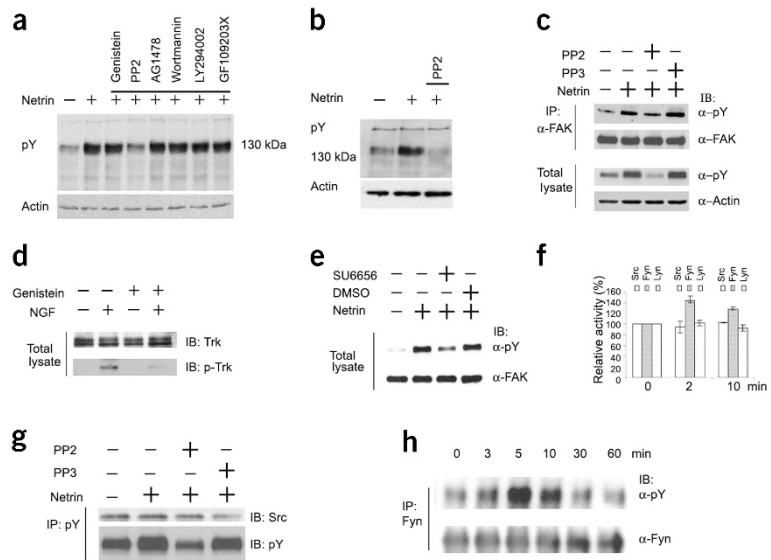 a
Genistein
PP2
AG1478
Wortmannin
LY294002
GF109203X
Netrin − + + + + + + +
pY
130 kDa
Actin
b
PP2
Netrin − + +
pY
130 kDa
Actin
c
PP2 − − + −
PP3 − − − +
Netrin − + + + IB:
IP: α–pY
α-FAK α–FAK
Total α–pY
lysate α–Actin
d
Genistein − − + +
NGF − + − +
Total IB: Trk
lysate IB: p-Trk
e
SU6656 − − + −
DMSO − − − +
Netrin − + + + IB:
Total α-pY
lysate α-FAK
f
Src Fyn Lyn Src Fyn Lyn Src Fyn Lyn
Relative activity (%)
160
140
120
100
80
60
40
20
0
0 2 10 min
g
PP2 − − + −
PP3 − − − +
Netrin − + + +
IP: pY IB: Src
IB: pY
h
0 3 5 10 30 60 min
IB:
IP: α-pY
Fyn
α-Fyn